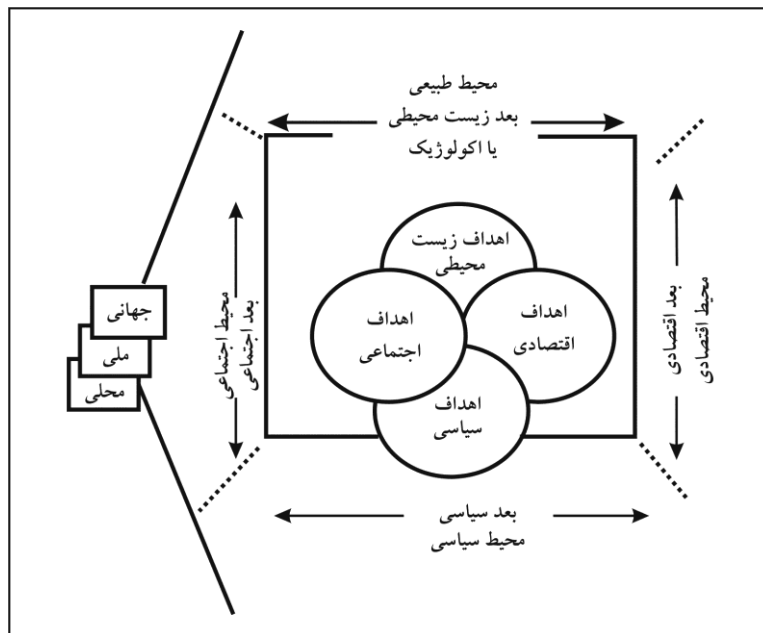 محیط طبیعی
بعد زیست محیطی
یا اکولوژیک
اهداف زیست
محیطی
اهداف
اقتصادی
اهداف
اجتماعی
اهداف
سیاسی
بعد اقتصادی
محیط اقتصادی
بعد اجتماعی
محیط اجتماعی
جهانی
ملی
محلی
بعد سیاسی
محیط سیاسی